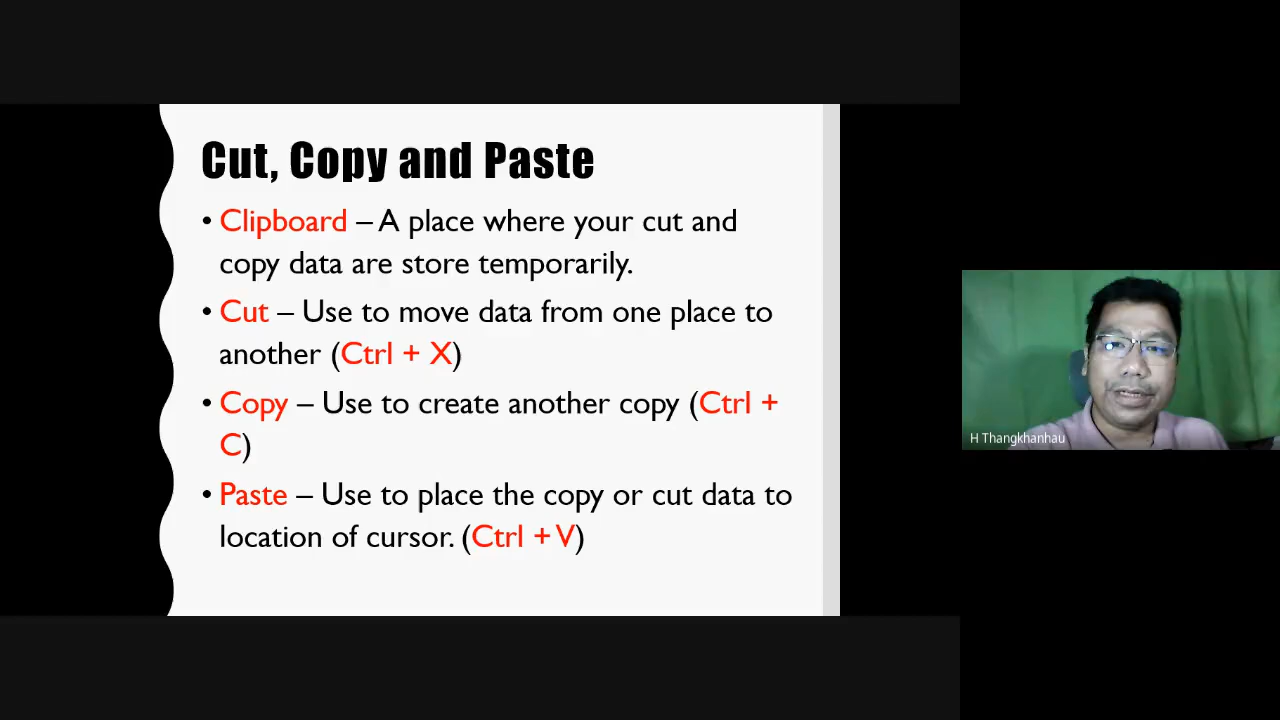 Cut, Copy and Paste
• Clipboard – A place where your cut and
copy data are store temporarily.
• Cut – Use to move data from one place to
another (Ctrl + X)
• Copy – Use to create another copy (Ctrl +
C)
• Paste – Use to place the copy or cut data to
location of cursor. (Ctrl + V)
H Thangkhanhau